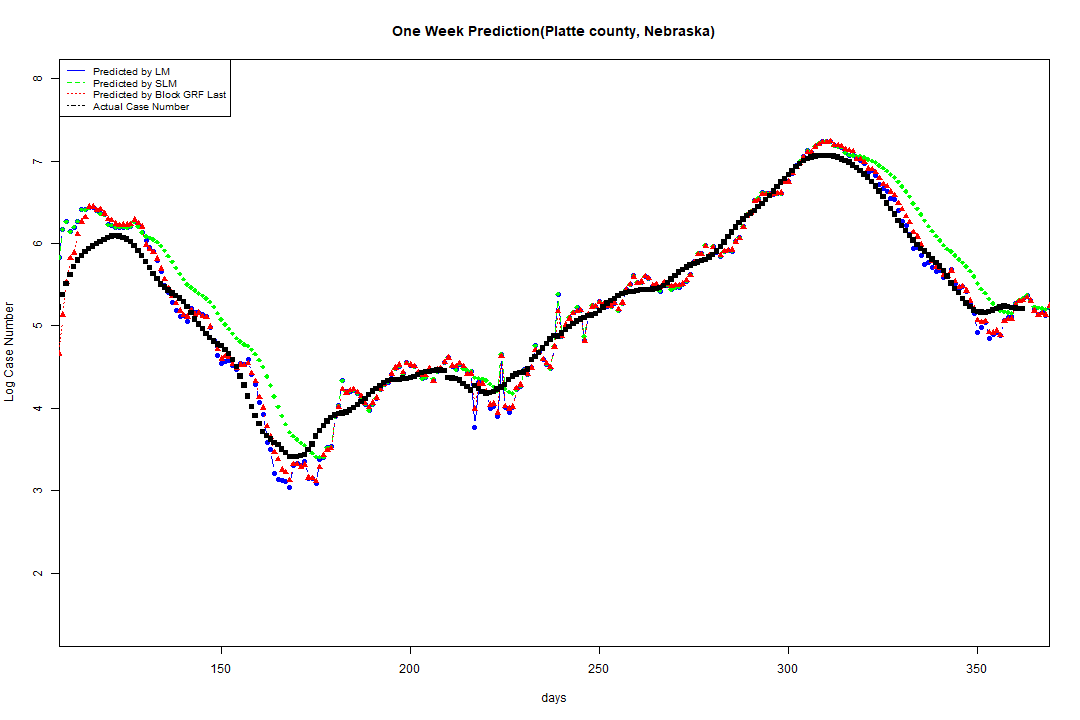 One Week Prediction(Platte county, Nebraska)
Predicted by LM
Predicted by SLM
Predicted by Block GRF Last
Actual Case Number
8
7
6
5
4
3
2
Log Case Number
150 200 250 300 350
days